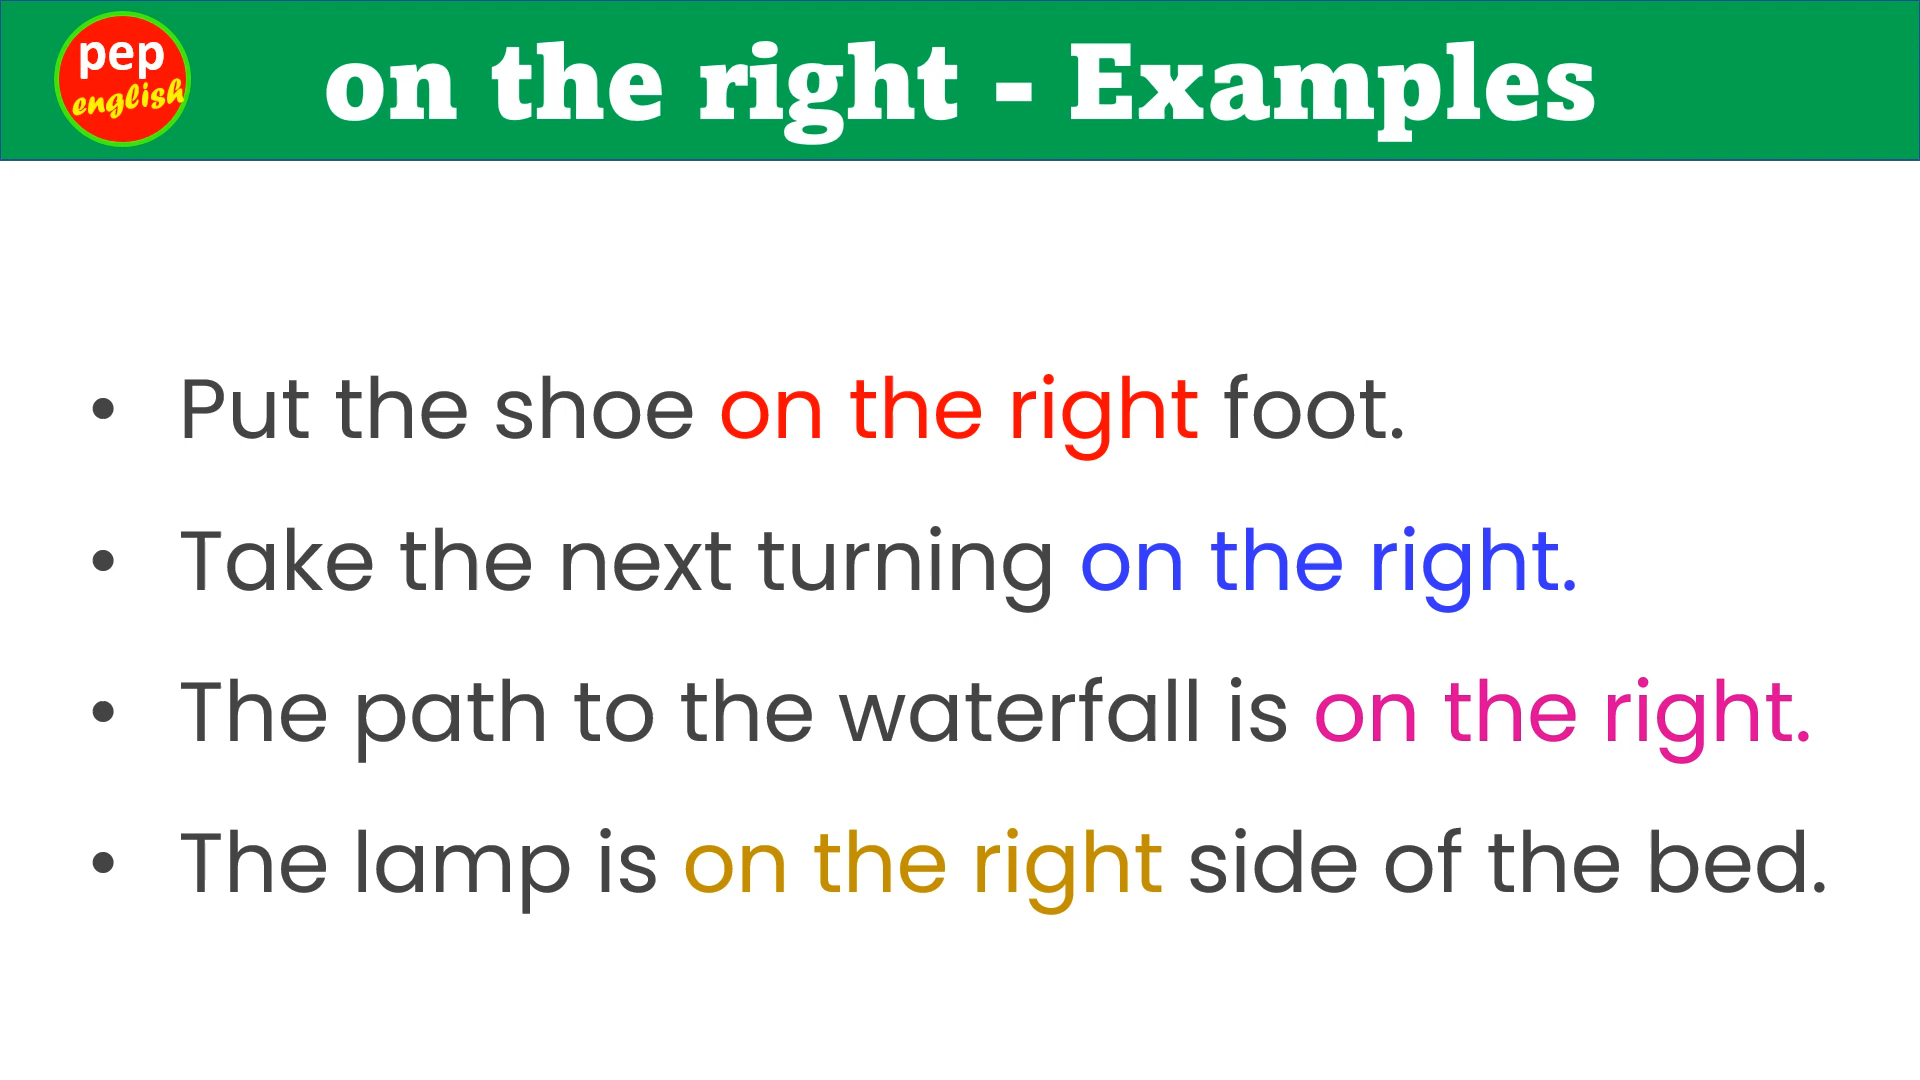 pep
english
on the right - Examples
• Put the shoe on the right foot.
• Take the next turning on the right.
• The path to the waterfall is on the right.
• The lamp is on the right side of the bed.